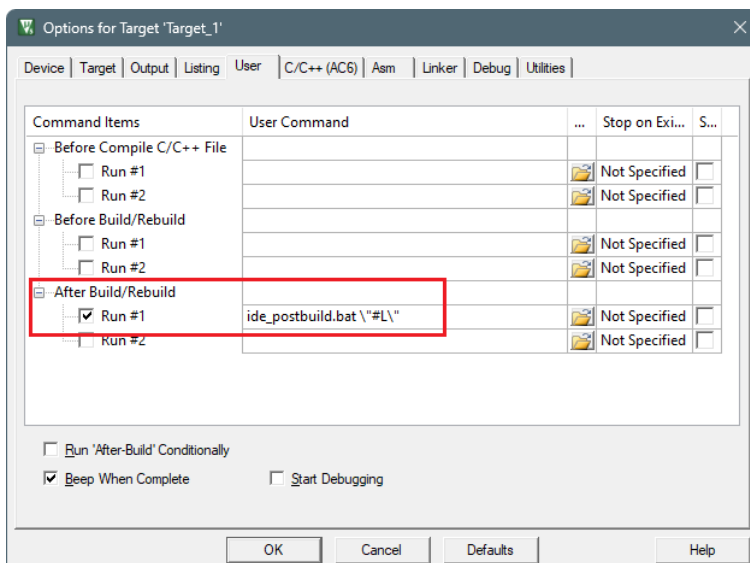 Options for Target 'Target_1'
Device Target Output Listing User C/C++ (AC6) Asm Linker Debug Utilities
Command Items User Command ... Stop on Exi... S...
Before Compile C/C++ File
Run #1 Not Specified
Run #2 Not Specified
Before Build/Rebuild
Run #1 Not Specified
Run #2 Not Specified
After Build/Rebuild
Run #1 ide_postbuild.bat \"#L\" Not Specified
Run #2 Not Specified
Run 'After-Build' Conditionally
Beep When Complete Start Debugging
OK Cancel Defaults Help